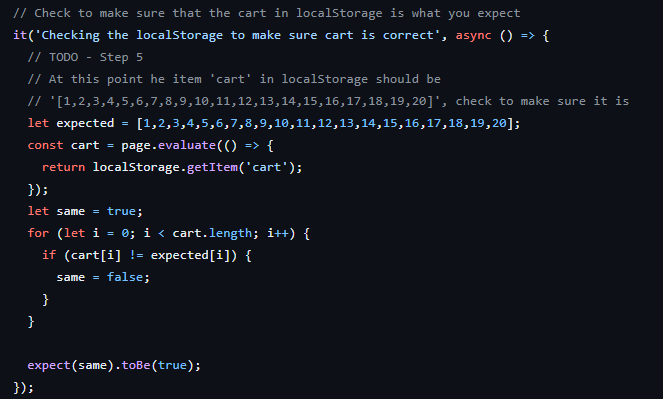 // Check to make sure that the cart in localStorage is what you expect
it('Checking the localStorage to make sure cart is correct', async () => {
// TODO - Step 5
// At this point he item 'cart' in localStorage should be
// '[1,2,3,4,5,6,7,8,9,10,11,12,13,14,15,16,17,18,19,20]', check to make sure it is
let expected = [1,2,3,4,5,6,7,8,9,10,11,12,13,14,15,16,17,18,19,20];
const cart = page.evaluate(() => {
return localStorage.getItem('cart');
});
let same = true;
for (let i = 0; i < cart.length; i++) {
if (cart[i] != expected[i]) {
same = false;
}
}
expect(same).toBe(true);
});